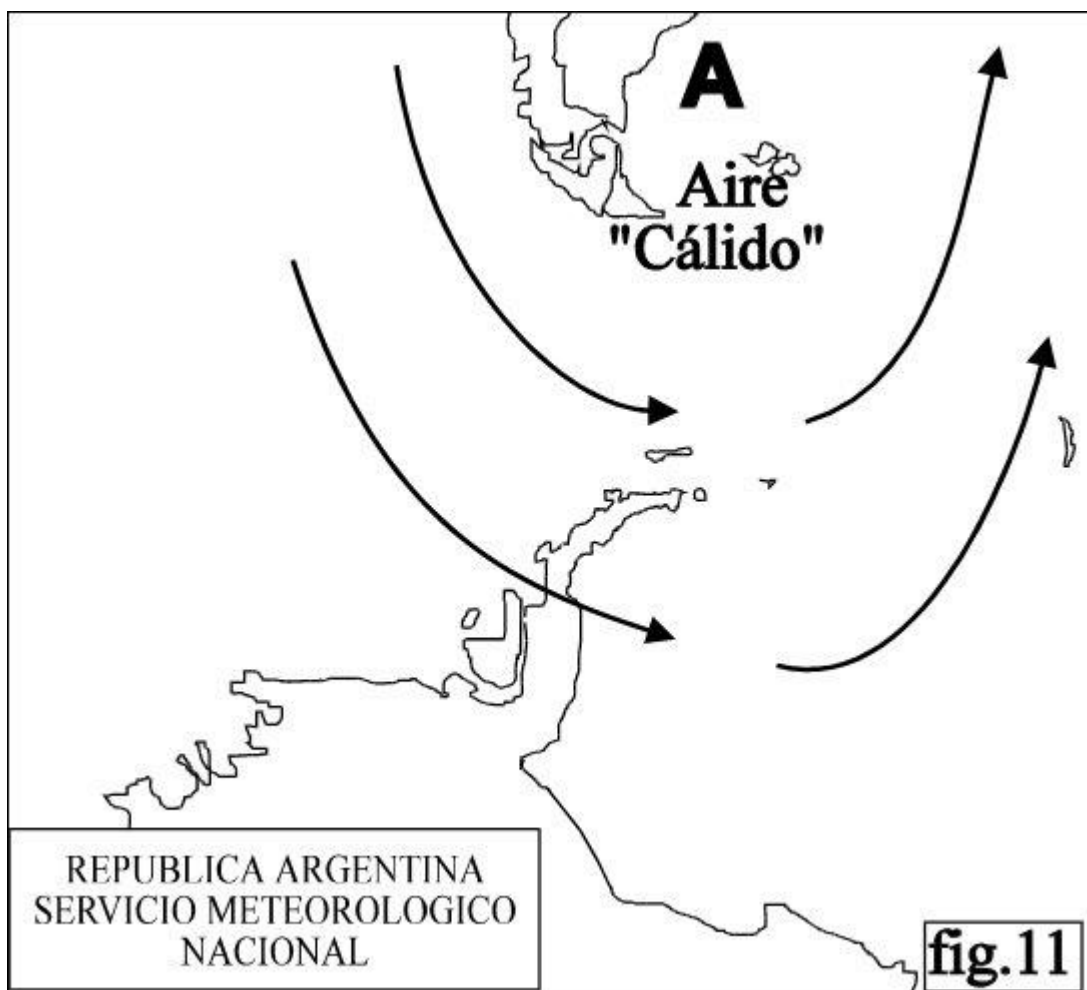 A
Aire
"Cálido"
REPUBLICA ARGENTINA
SERVICIO METEOROLOGICO
NACIONAL
fig.11